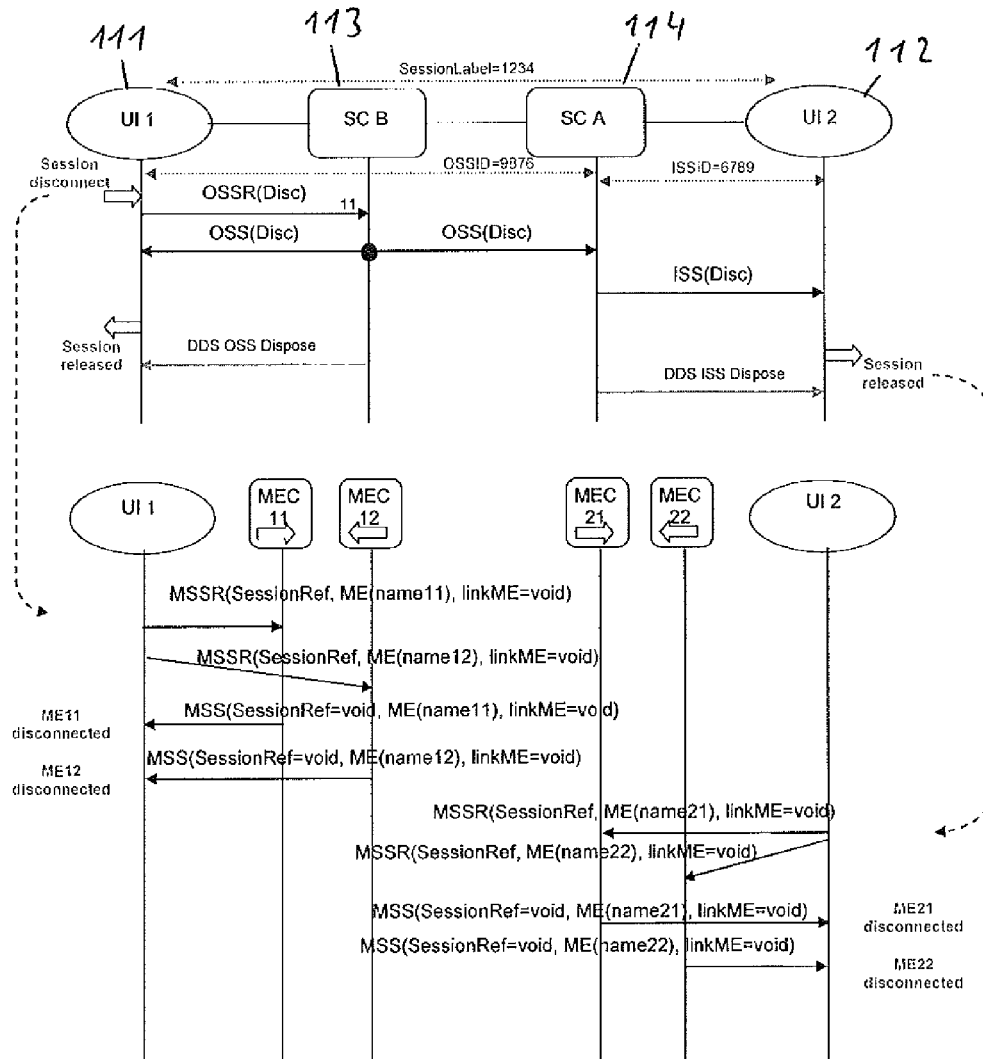 111
113
114
112
SessionLabel=1234
UI 1
SC B
SC A
UI 2
Session
disconnect
OSSID=9876
ISSiD=6789
OSSR(Disc)
11
OSS(Disc)
OSS(Disc)
ISS(Disc)
Session
released
DDS OSS Dispose
Session
released
DDS ISS Dispose
UI 1
MEC
11
MEC
12
MEC
21
MEC
22
UI 2
MSSR(SessionRef, ME(name11), linkME=void)
MSSR(SessionRef, ME(name12), linkME=void)
ME11
disconnected
MSS(SessionRef=void, ME(name11), linkME=void)
ME12
disconnected
MSS(SessionRef=void, ME(name12), linkME=void)
MSSR(SessionRef, ME(name21), linkME=void)
MSSR(SessionRef, ME(name22), linkME=void)
MSS(SessionRef=void, ME(name21), linkME=void)
ME21
disconnected
MSS(SessionRef=void, ME(name22), linkME=void)
ME22
disconnected